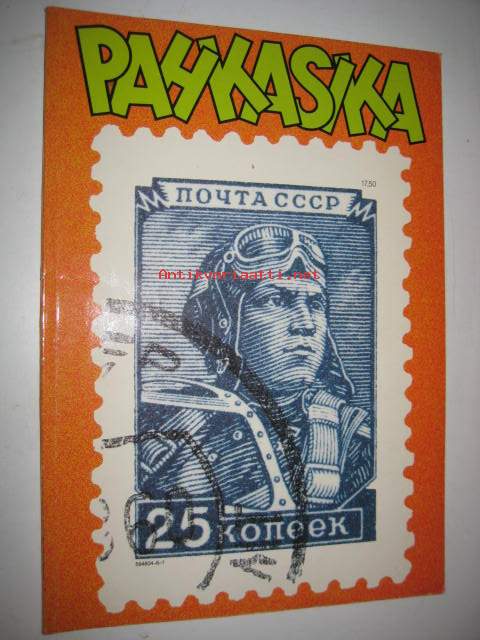 PAHKASIKA
17,50
ПОЧТА СССР
Antikvariaatti.net
25 копеек